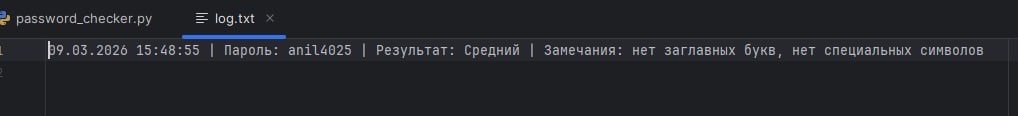 password_checker.py
log.txt
1
09.03.2026 15:48:55 | Пароль: anil4025 | Результат: Средний | Замечания: нет заглавных букв, нет специальных символов
2